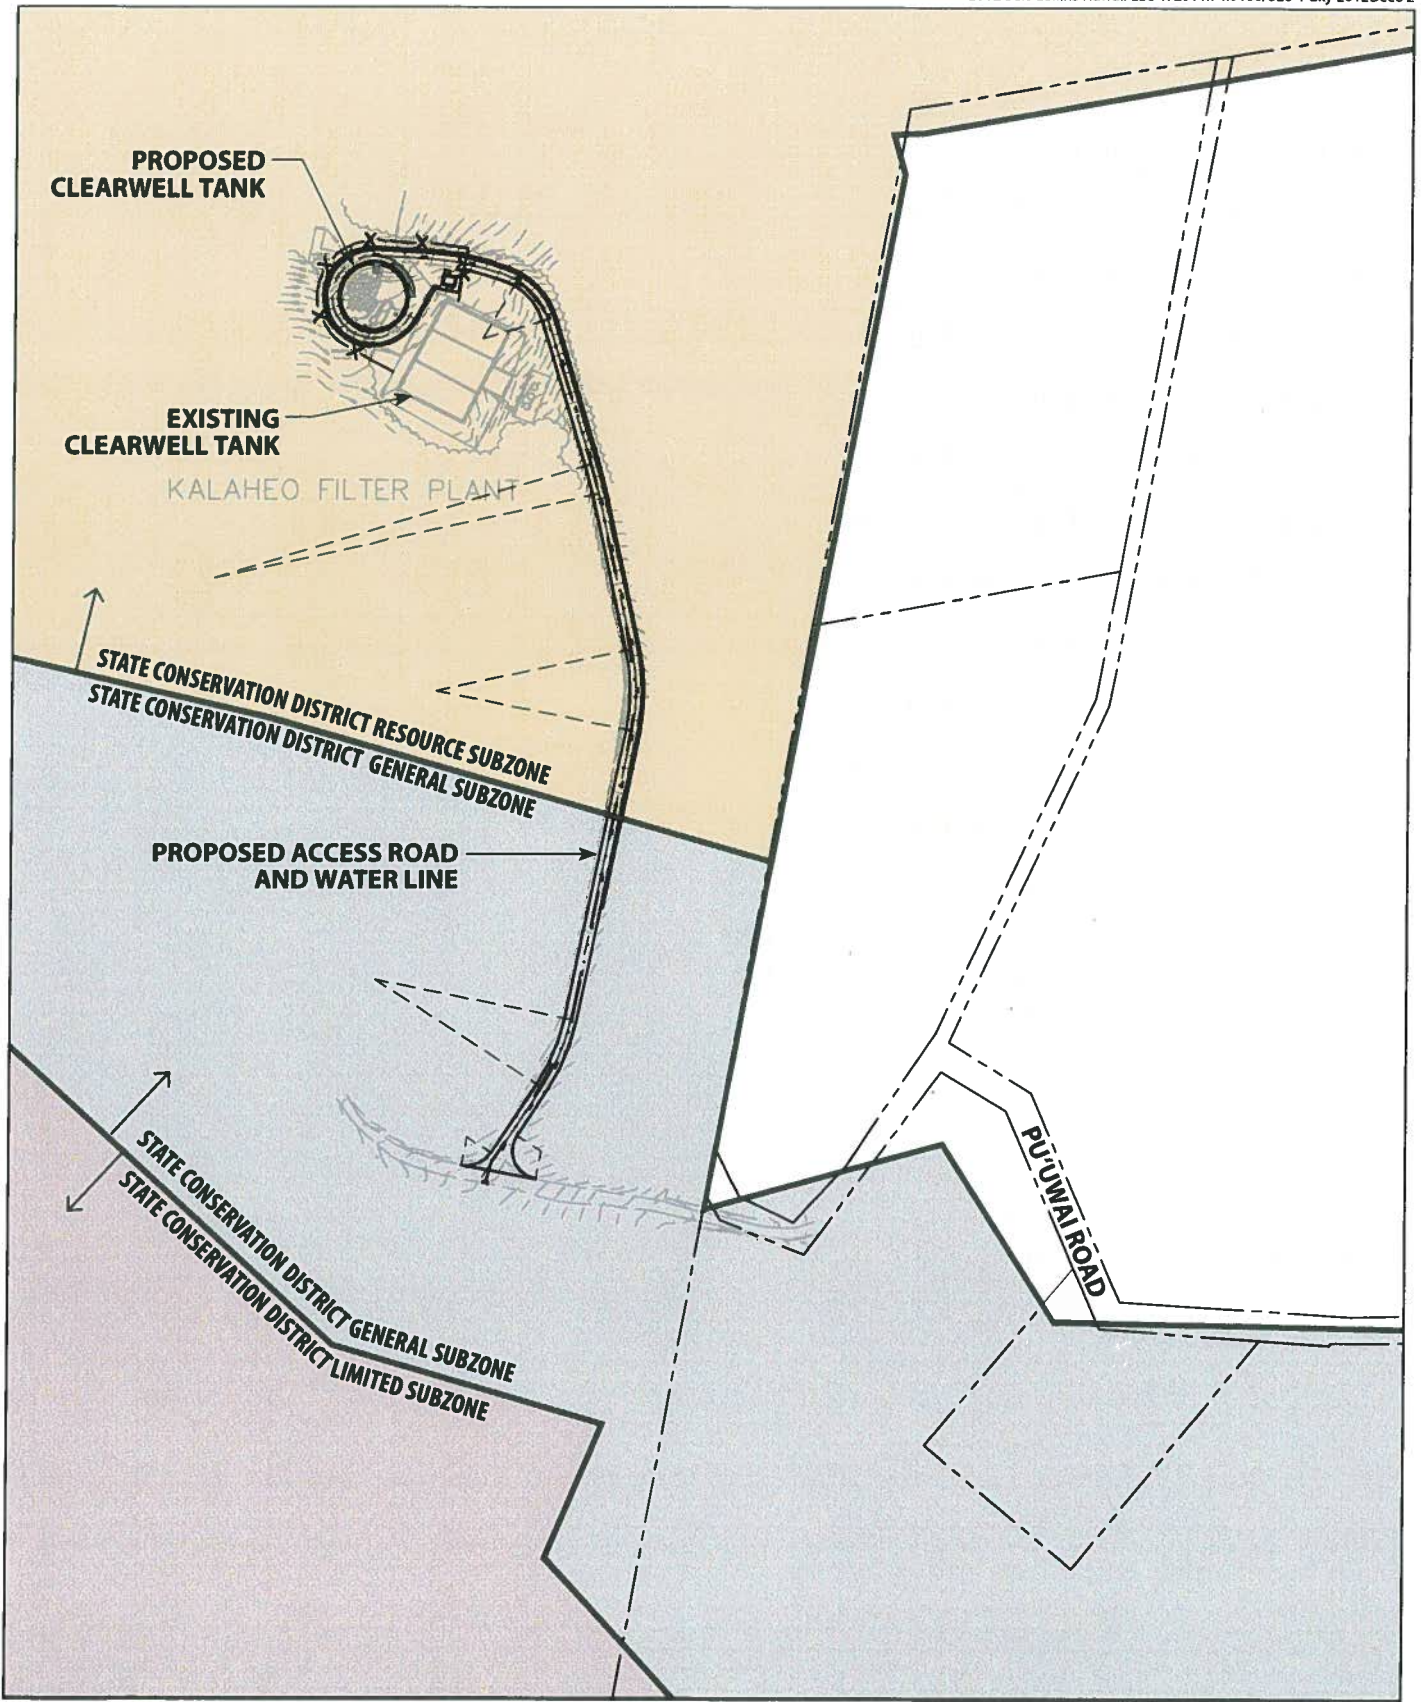 PROPOSED
CLEARWELL TANK
EXISTING
CLEARWELL TANK
KALAHEO FILTER PLANT
STATE CONSERVATION DISTRICT RESOURCE SUBZONE
STATE CONSERVATION DISTRICT GENERAL SUBZONE
PROPOSED ACCESS ROAD
AND WATER LINE
PU'UWAI ROAD
STATE CONSERVATION DISTRICT GENERAL SUBZONE
STATE CONSERVATION DISTRICT LIMITED SUBZONE